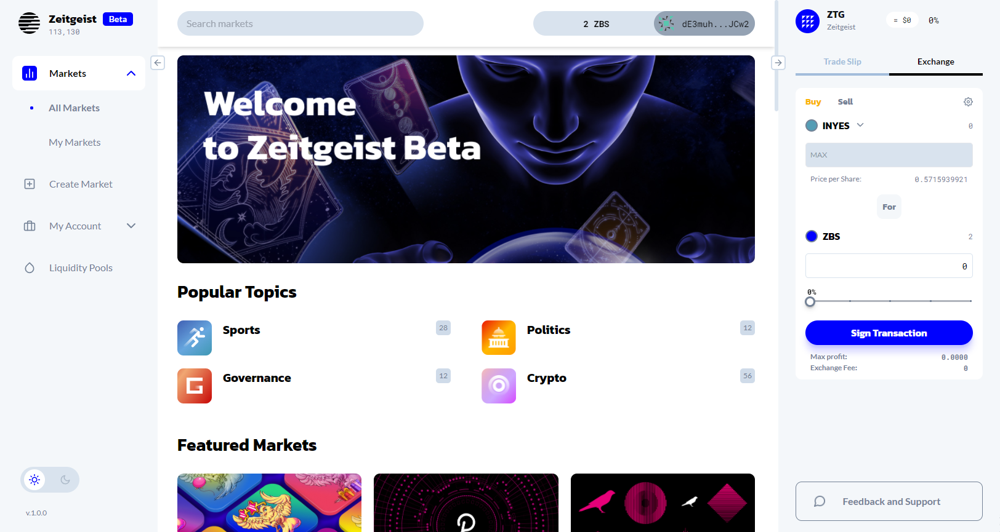 Zeitgeist Beta
113,130
Markets
All Markets
My Markets
Create Market
My Account
Liquidity Pools
v.1.0.0
Search markets
2 ZBS
dE3muh...JCw2
Welcome
to Zeitgeist Beta
Popular Topics
Sports 28
Politics 12
Governance 12
Crypto 56
Featured Markets
ZTG
Zeitgeist
= $0 0%
Trade Slip Exchange
Buy Sell
INYES 0
MAX
Price per Share: 0.5715939921
For
ZBS 2
0
0%
Sign Transaction
Max profit: 0.0000
Exchange Fee: 0
Feedback and Support